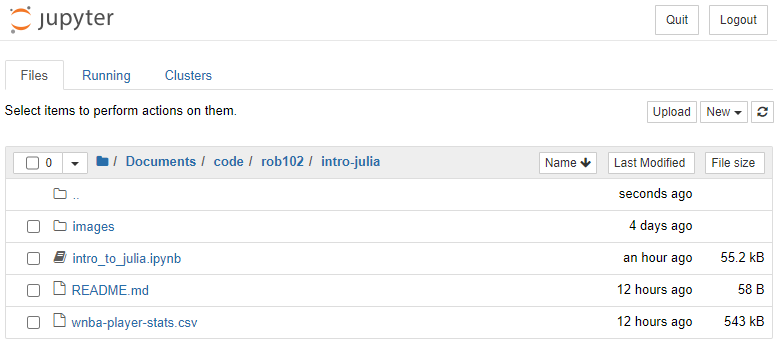 jupyter Quit Logout
Files Running Clusters
Select items to perform actions on them. Upload New
0 / Documents / code / rob102 / intro-julia Name Last Modified File size
.. seconds ago
images 4 days ago
intro_to_julia.ipynb an hour ago 55.2 kB
README.md 12 hours ago 58 B
wnba-player-stats.csv 12 hours ago 543 kB